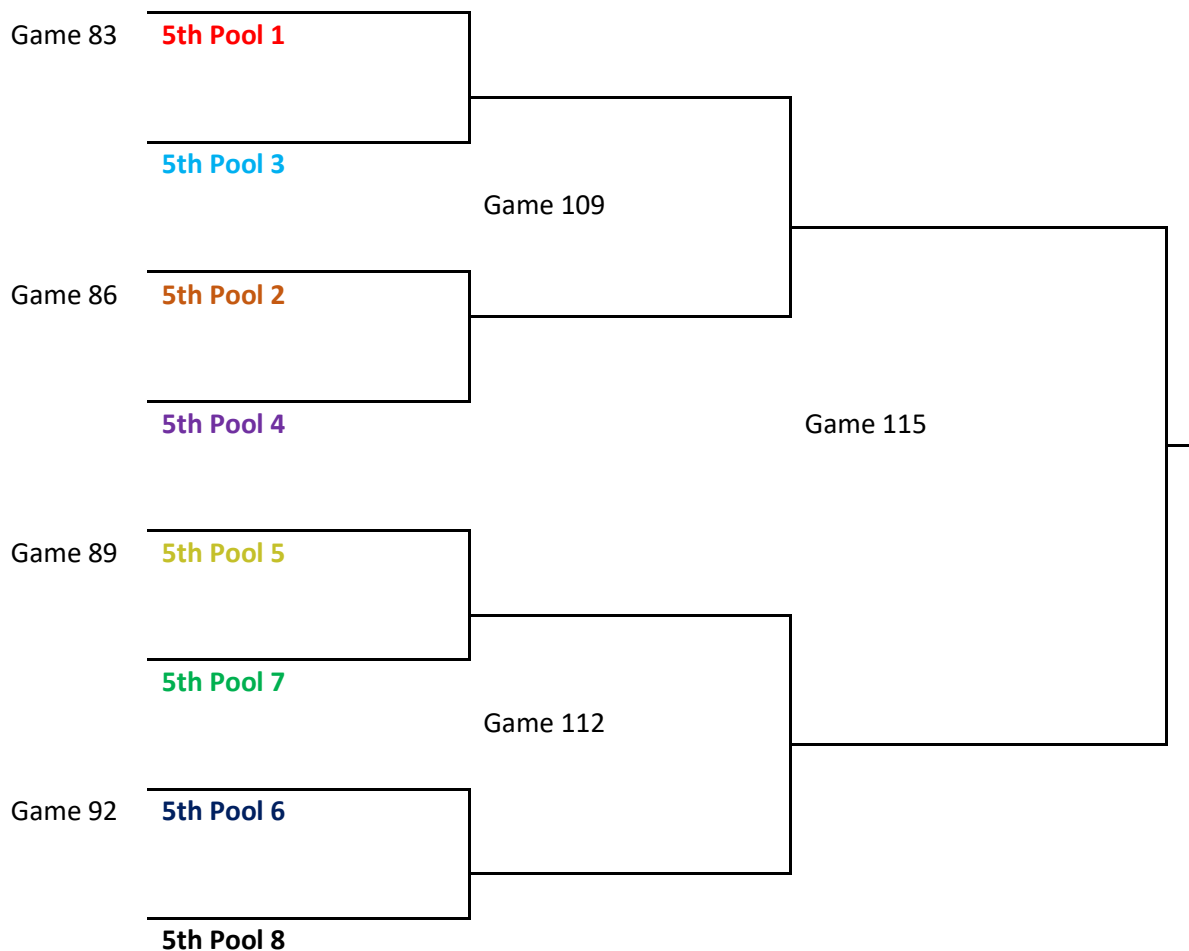 Game 83 5th Pool 1
5th Pool 3
Game 109
Game 86 5th Pool 2
5th Pool 4
Game 115
Game 89 5th Pool 5
5th Pool 7
Game 112
Game 92 5th Pool 6
5th Pool 8